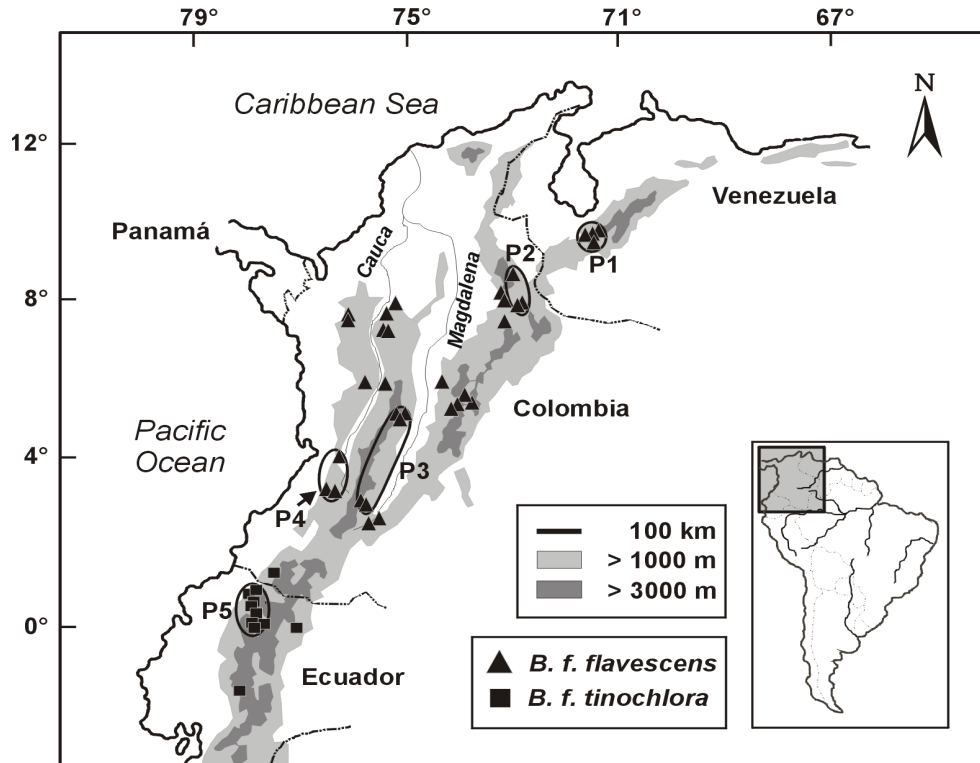 79° 75° 71° 67°
N
Caribbean Sea
12°
Venezuela
Panamá
Cauca
P2
P1
Magdalena
8°
Colombia
Pacific
Ocean
4°
P3
P4
100 km
> 1000 m
> 3000 m
P5
0°
Ecuador
B. f. flavescens
B. f. tinochlora